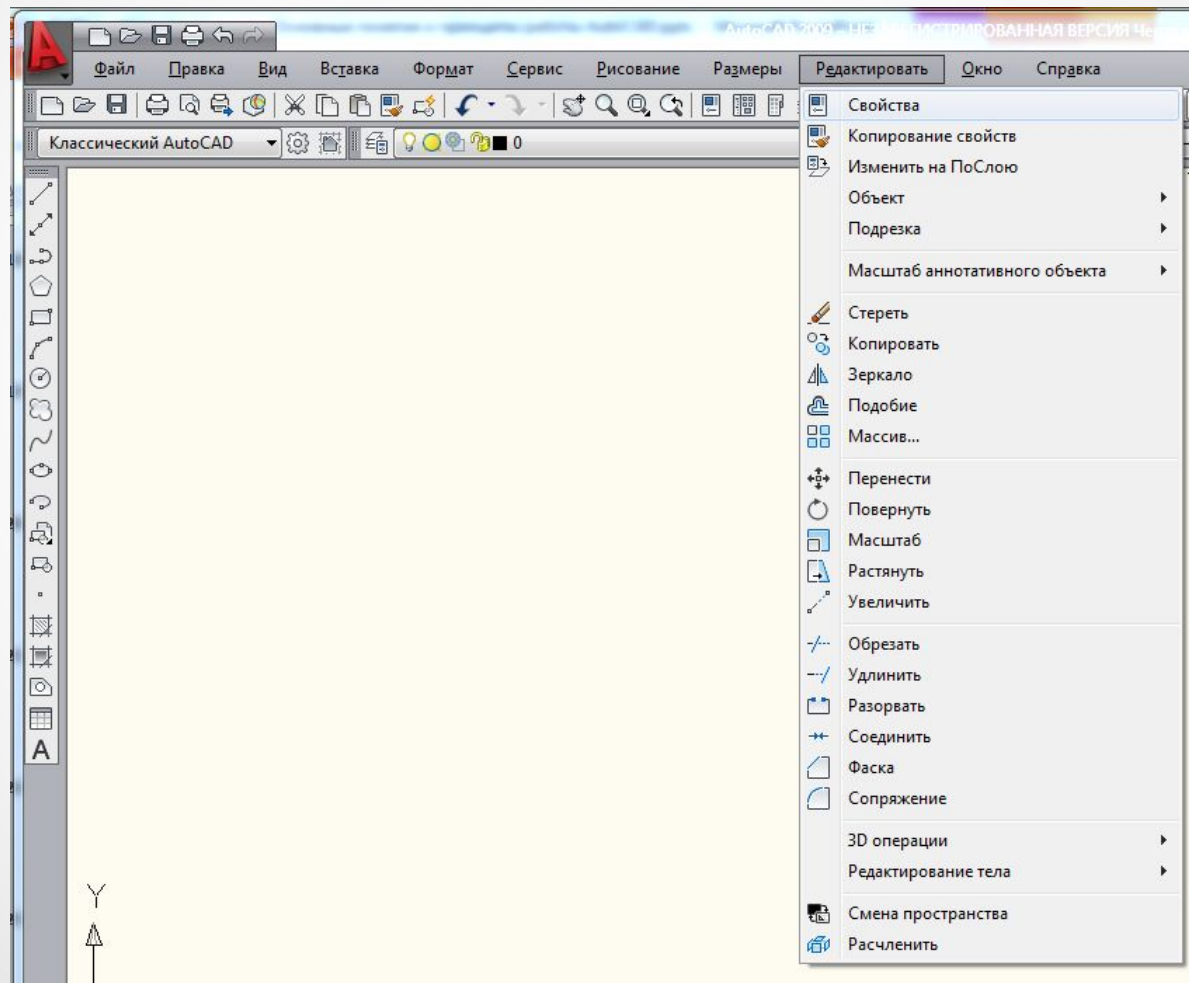 AutoCAD 2009 - НЕЗАРЕГИСТРИРОВАННАЯ ВЕРСИЯ
Файл Правка Вид Вставка Формат Сервис Рисование Размеры Редактировать Окно Справка
Классический AutoCAD 0
Свойства
Копирование свойств
Изменить на ПоСлою
Объект
Подрезка
Масштаб аннотативного объекта
Стереть
Копировать
Зеркало
Подобие
Массив...
Перенести
Повернуть
Масштаб
Растянуть
Увеличить
Обрезать
Удлинить
Разорвать
Соединить
Фаска
Сопряжение
3D операции
Редактирование тела
Смена пространства
Расчленить
A
Y